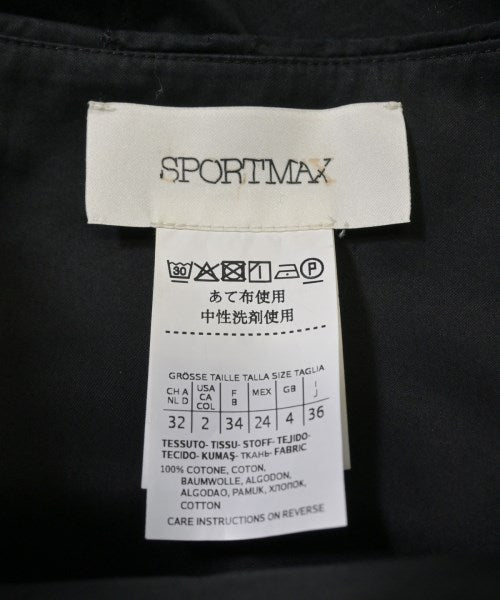 SPORTMAX
30 P
あて布使用
中性洗剤使用
GRÖSSE TAILLE TALLA SIZE TAGLIA
CH A NL D USA CA COL F B MEX GB I J
32 2 34 24 4 36
TESSUTO- TISSU- STOFF- TEJIDO-
TECIDO- KUMAŞ- ТКАНЬ- FABRIC
100% COTONE, COTON,
BAUMWOLLE, ALGODON,
ALGODAO, PAMUK, ХЛОПОК,
COTTON
CARE INSTRUCTIONS ON REVERSE